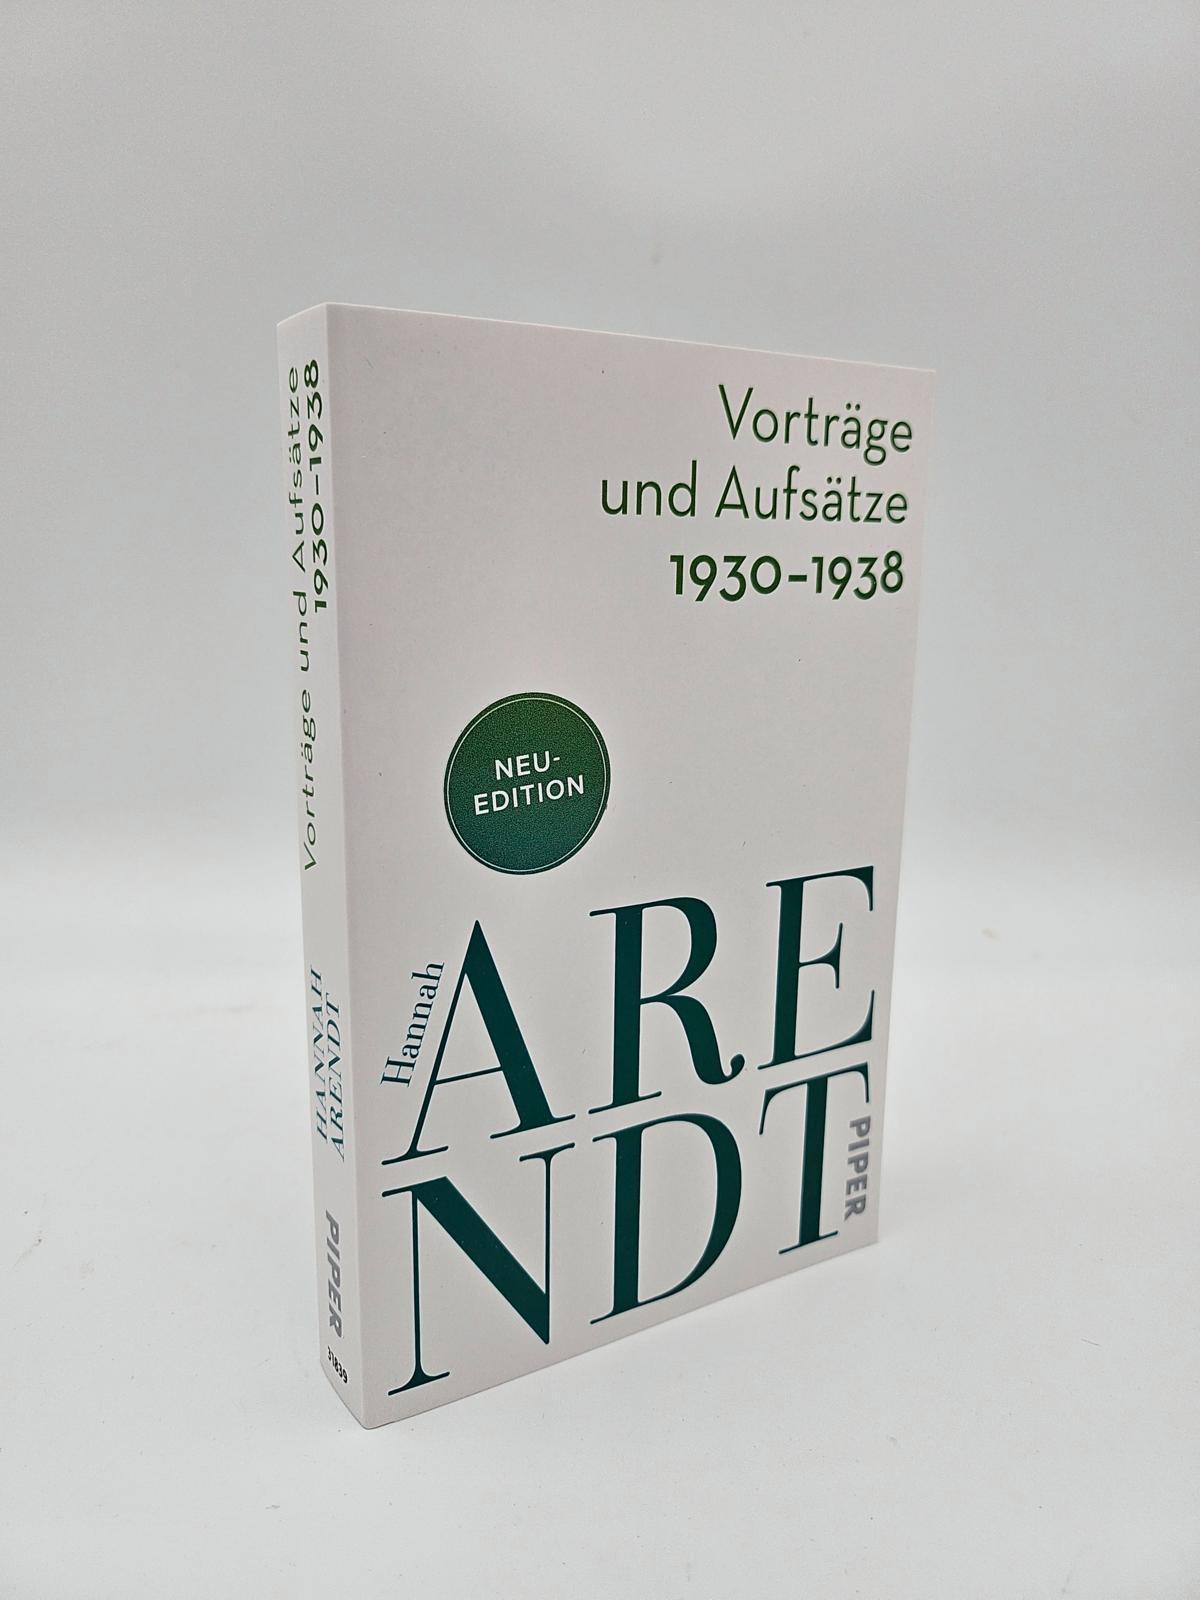 Vorträge
und Aufsätze
1930–1938
NEU-
EDITION
Hannah
ARE
NDT
PIPER
Vorträge und Aufsätze
1930–1938
HANNAH
ARENDT
PIPER
31839